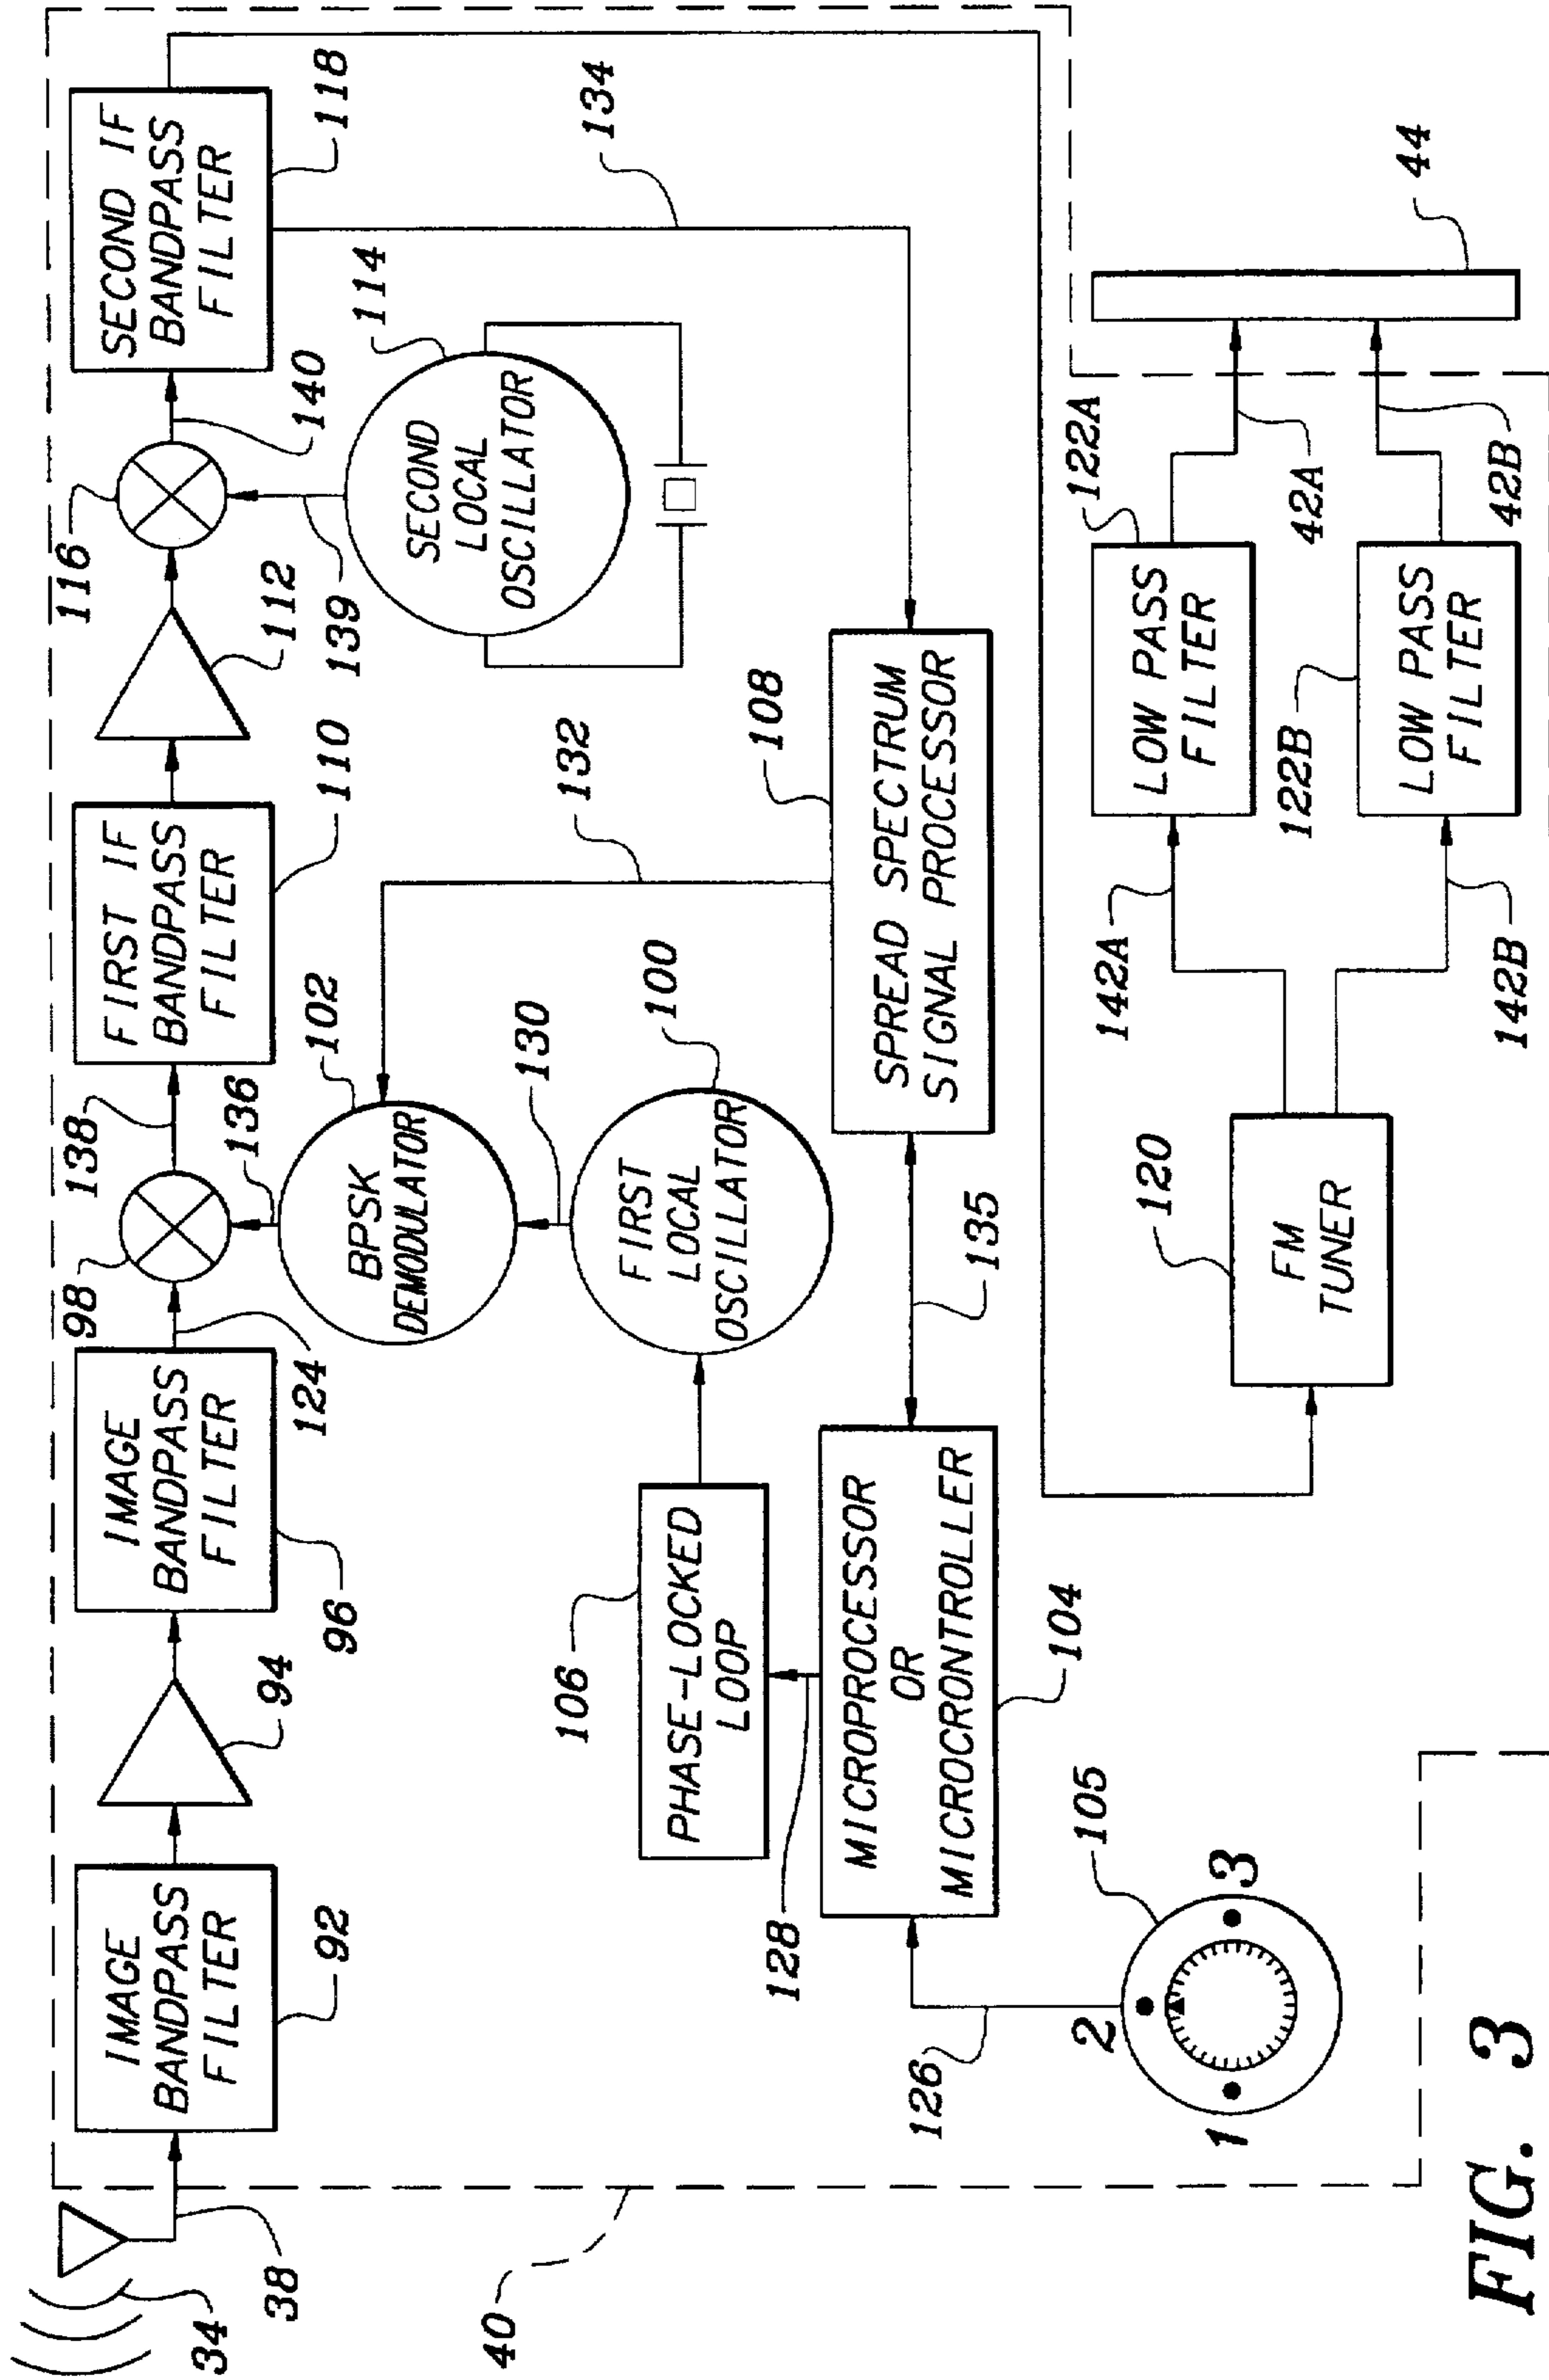 34
38
40
IMAGE
BANDPASS
FILTER
92
94
IMAGE
BANDPASS
FILTER
96
124
98
138
136
FIRST IF
BANDPASS
FILTER
110
112
116
140
139
SECOND IF
BANDPASS
FILTER
118
134
BPSK
DEMODULATOR
102
130
FIRST
LOCAL
OSCILLATOR
100
132
SECOND
LOCAL
OSCILLATOR
114
106
PHASE-LOCKED
LOOP
128
MICROPROCESSOR
OR
MICROCRONTROLLER
104
135
SPREAD SPECTRUM
SIGNAL PROCESSOR
108
126
1
2
3
105
120
FM
TUNER
142A
142B
LOW PASS
FILTER
122A
122B
LOW PASS
FILTER
42A
42B
44
FIG. 3